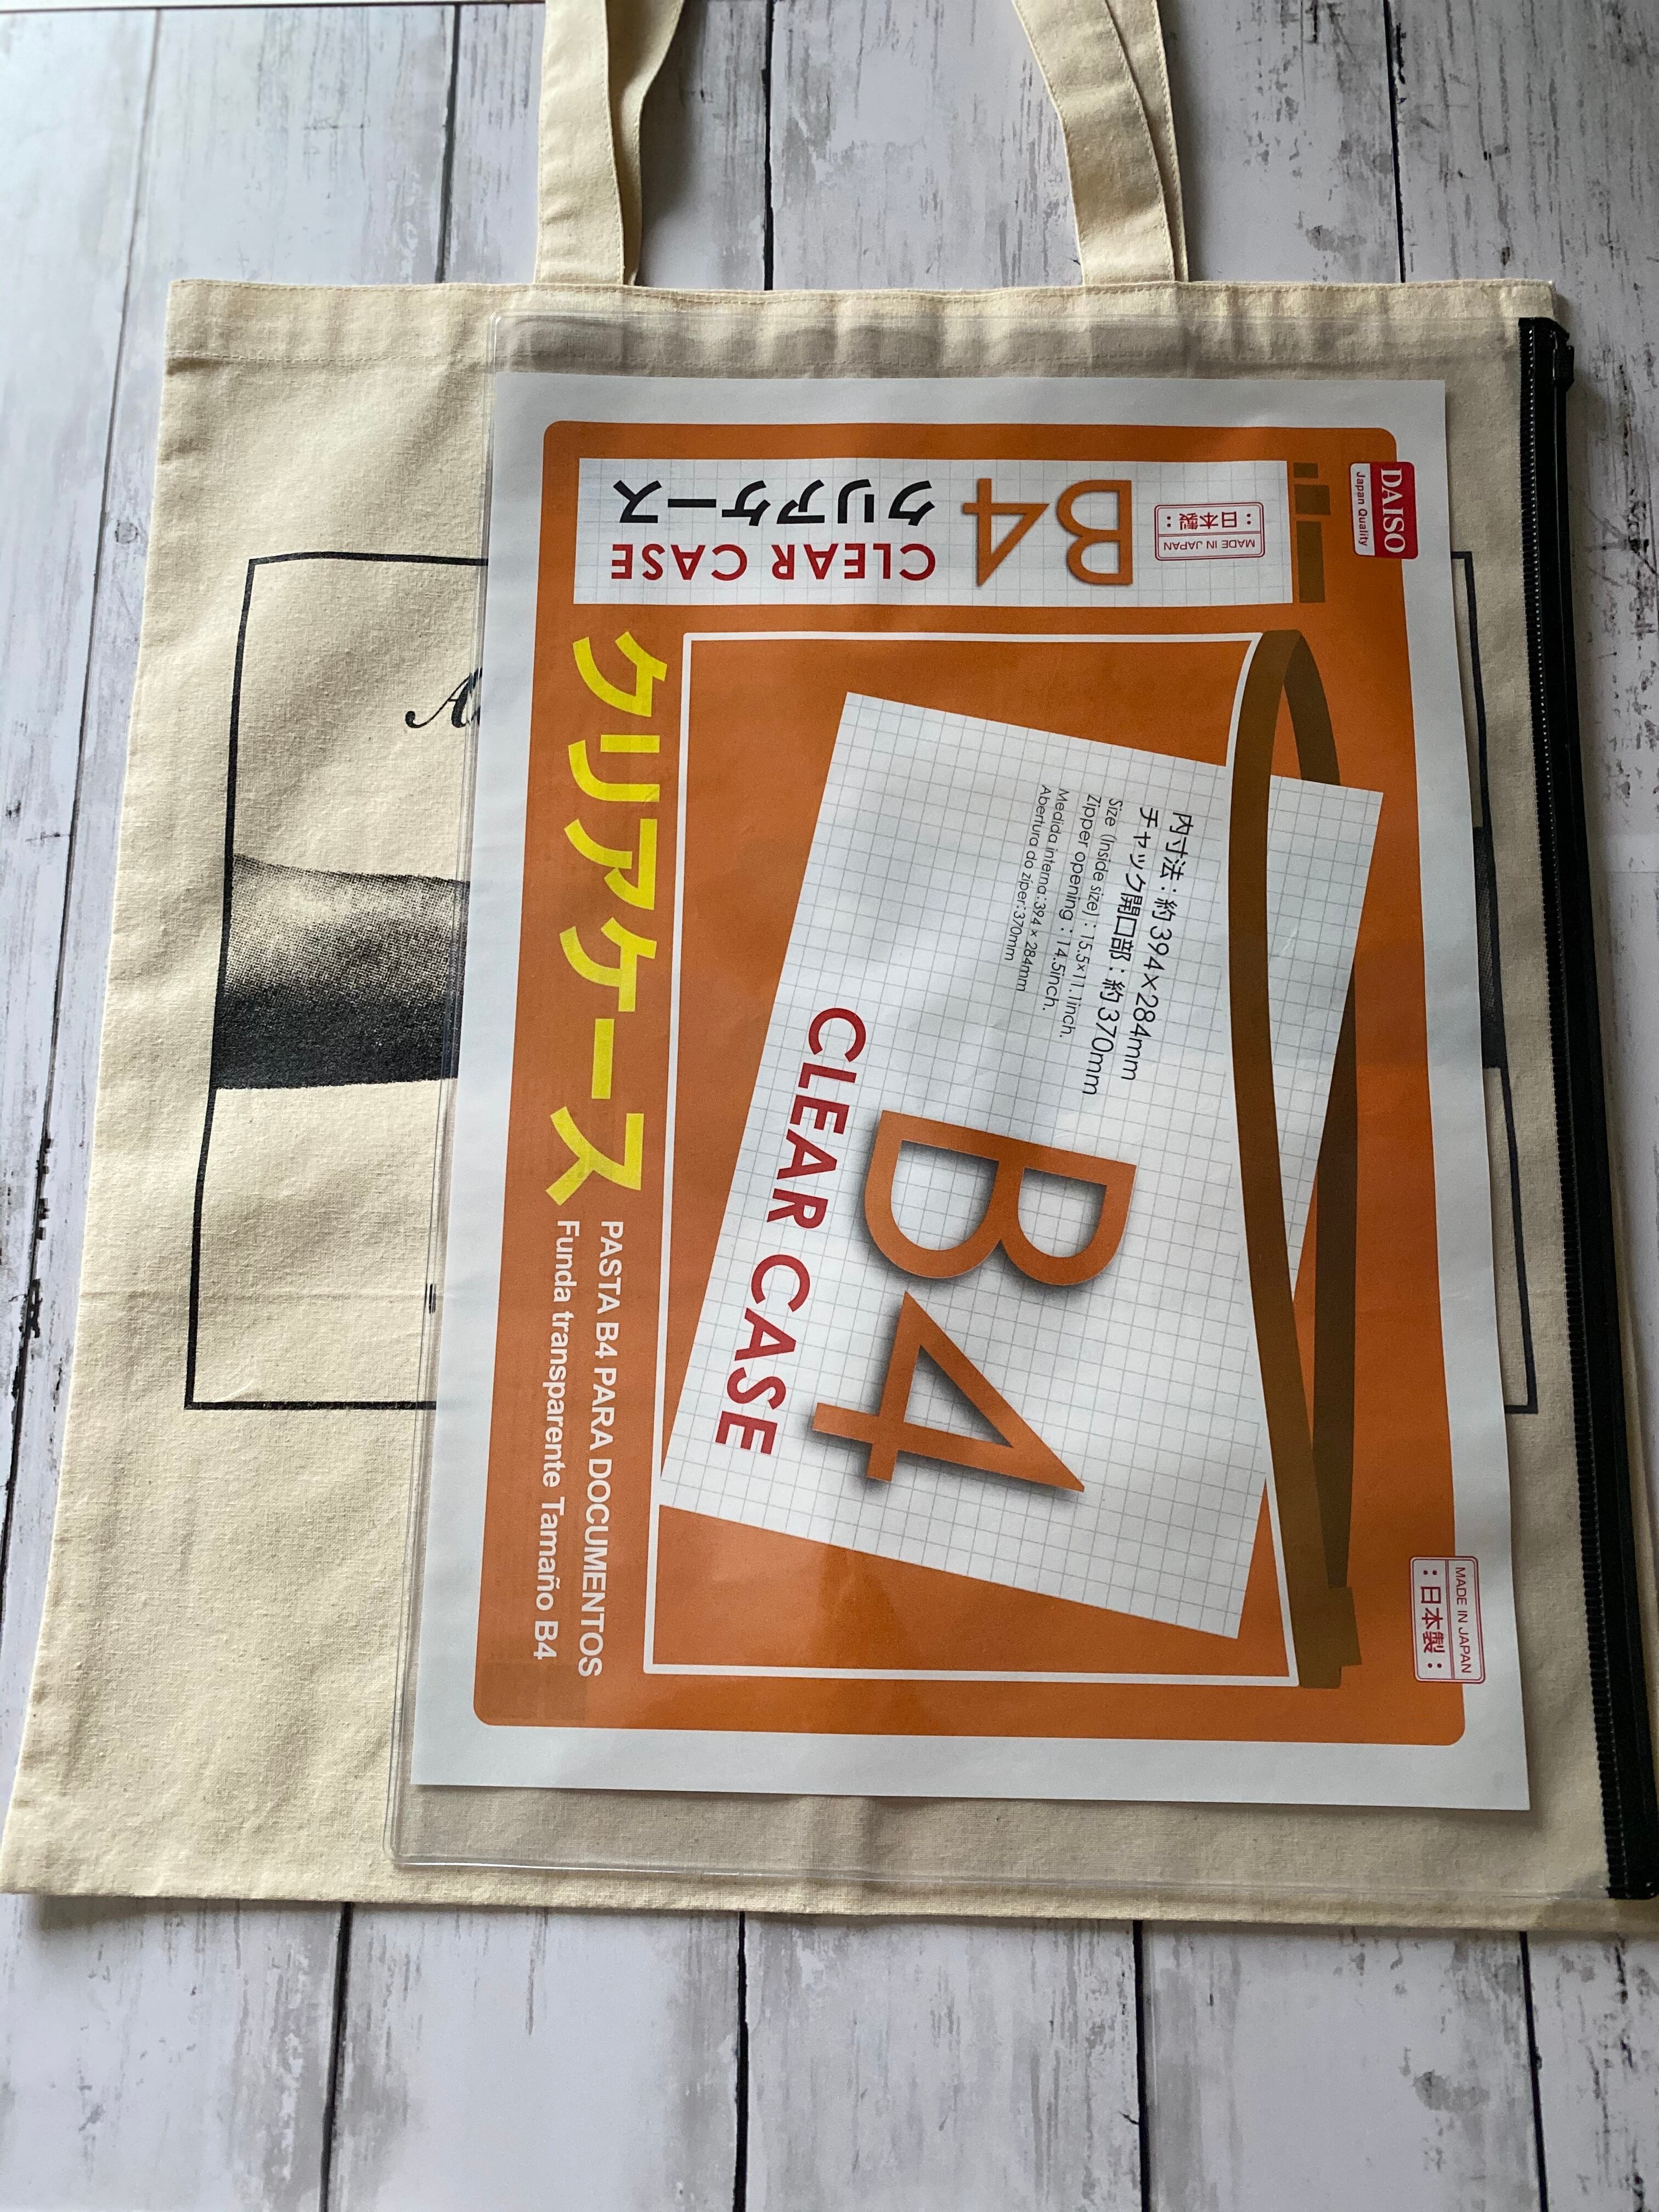 DAISO
Japan Quality
MADE IN JAPAN
:日本製:
B4
クリアケース
CLEAR CASE
MADE IN JAPAN
:日本製:
内寸法:約394×284mm
チャック開口部:約370mm
Size (Inside size) : 15.5×11.1inch.
Zipper opening : 14.5inch.
Medida interna:394×284mm
Abertura do zíper:370mm
B4
CLEAR CASE
クリアケース
PASTA B4 PARA DOCUMENTOS
Funda transparente Tamaño B4